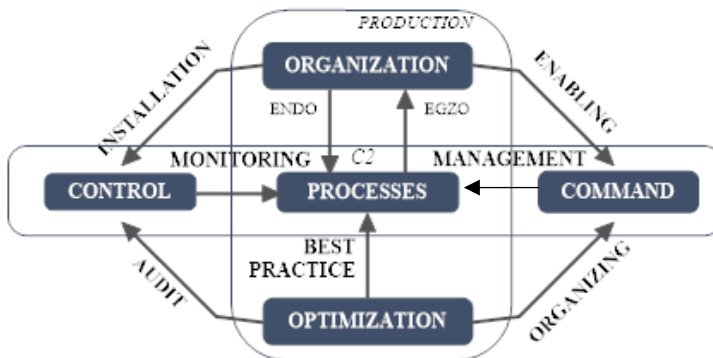 PRODUCTION
ORGANIZATION
INSTALLATION
ENABLING
ENDO
EGZO
MONITORING
C2
MANAGEMENT
CONTROL
PROCESSES
COMMAND
BEST
PRACTICE
AUDIT
ORGANIZING
OPTIMIZATION